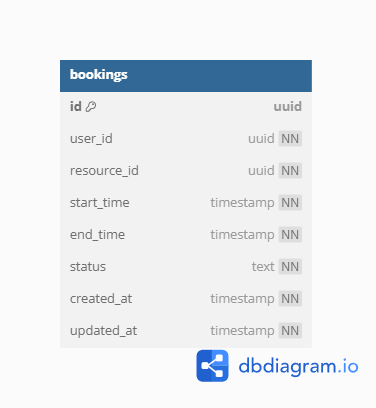 bookings
id uuid
user_id uuid NN
resource_id uuid NN
start_time timestamp NN
end_time timestamp NN
status text NN
created_at timestamp NN
updated_at timestamp NN
dbdiagram.io